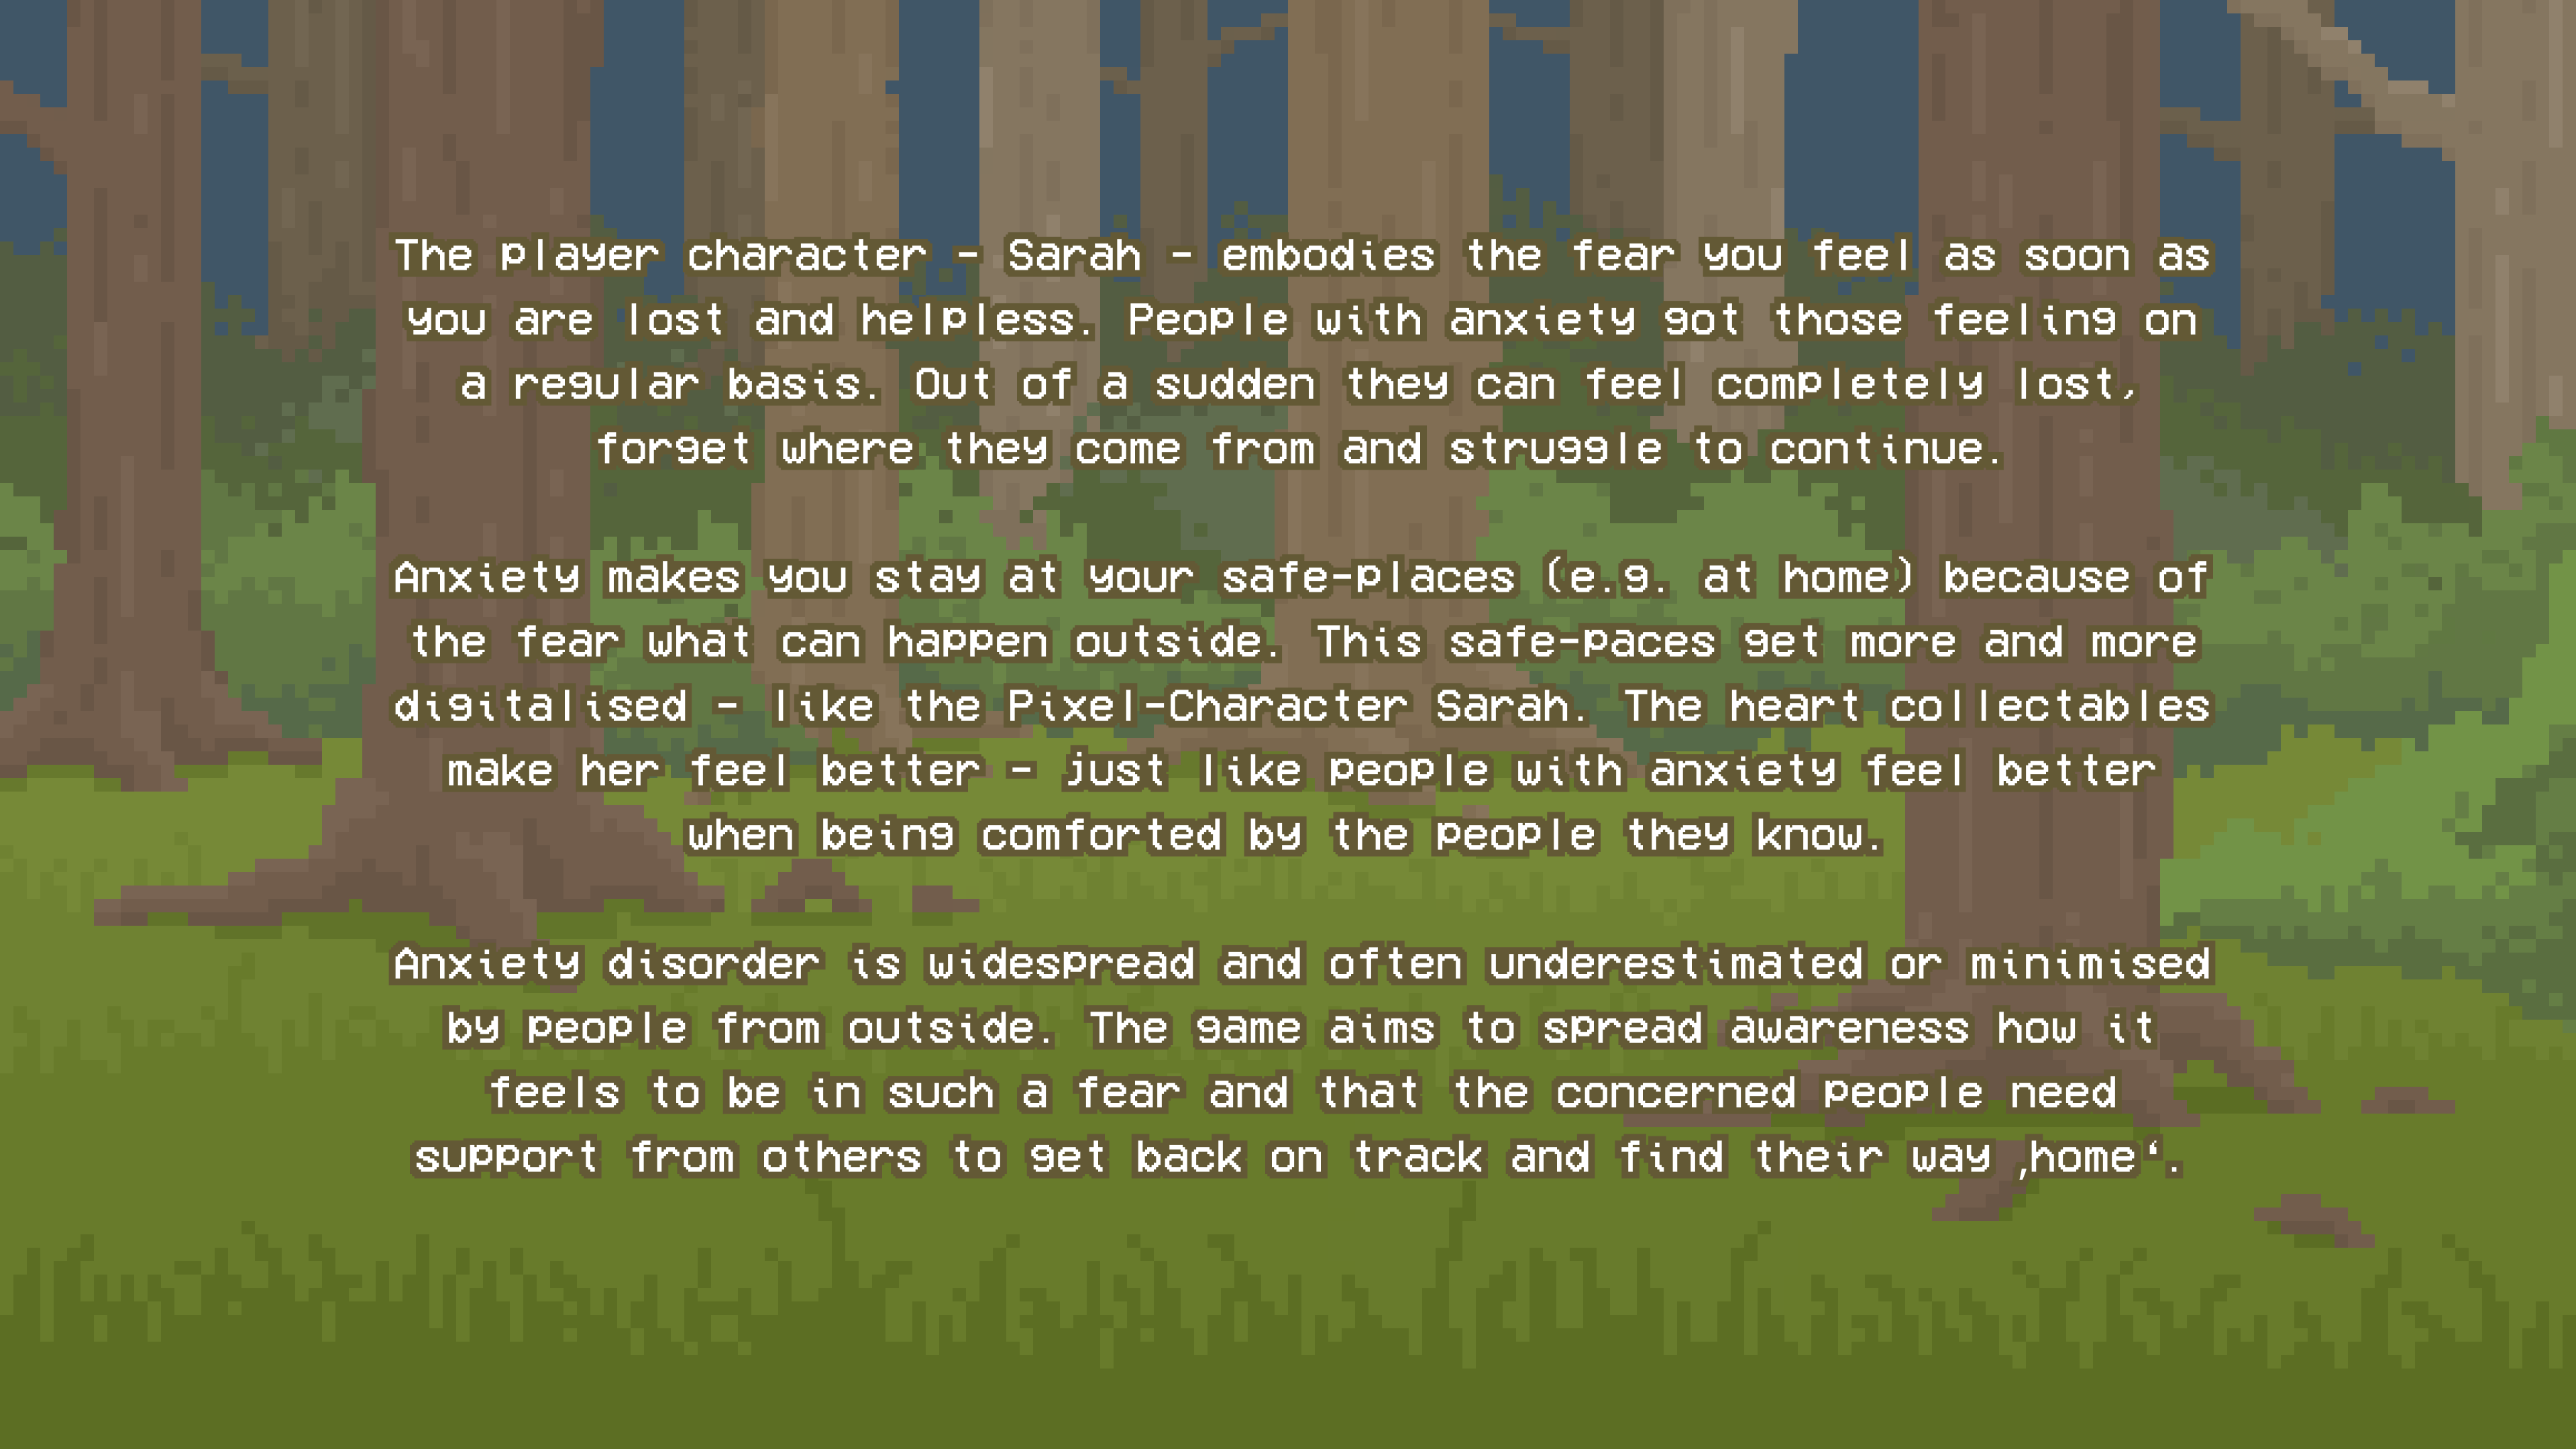 The player character - Sarah - embodies the fear you feel as soon as
you are lost and helpless. People with anxiety got those feeling on
a regular basis. Out of a sudden they can feel completely lost,
forget where they come from and struggle to continue.
Anxiety makes you stay at your safe-places (e.g. at home) because of
the fear what can happen outside. This safe-paces get more and more
digitalised - like the Pixel-Character Sarah. The heart collectables
make her feel better - just like people with anxiety feel better
when being comforted by the people they know.
Anxiety disorder is widespread and often underestimated or minimised
by people from outside. The game aims to spread awareness how it
feels to be in such a fear and that the concerned people need
support from others to get back on track and find their way ‚home‘.